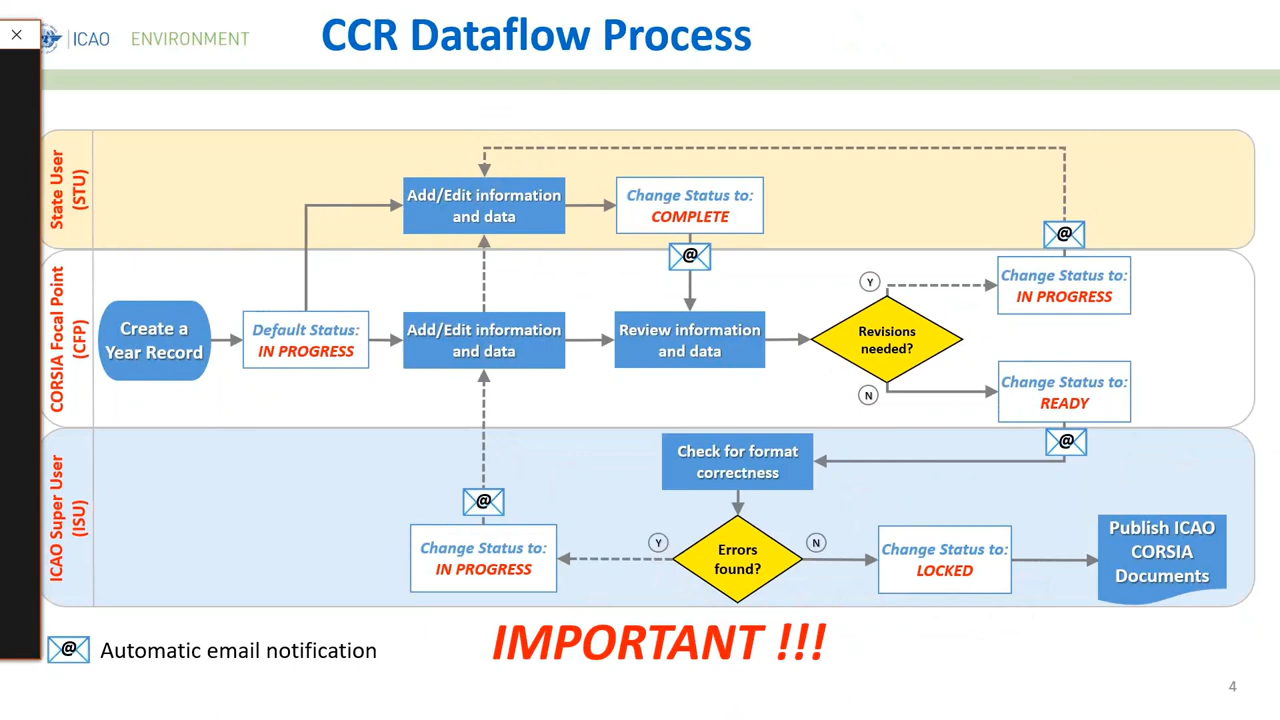 ICAO ENVIRONMENT
CCR Dataflow Process
State User
(STU)
Add/Edit information
and data
Change Status to:
COMPLETE
@
@
CORSIA Focal Point
(CFP)
Create a
Year Record
Default Status:
IN PROGRESS
Add/Edit information
and data
Review information
and data
Revisions
needed?
Y
Change Status to:
IN PROGRESS
N
Change Status to:
READY
@
ICAO Super User
(ISU)
Check for format
correctness
@
Change Status to:
IN PROGRESS
Y
Errors
found?
N
Change Status to:
LOCKED
Publish ICAO
CORSIA
Documents
@ Automatic email notification
IMPORTANT !!!
4